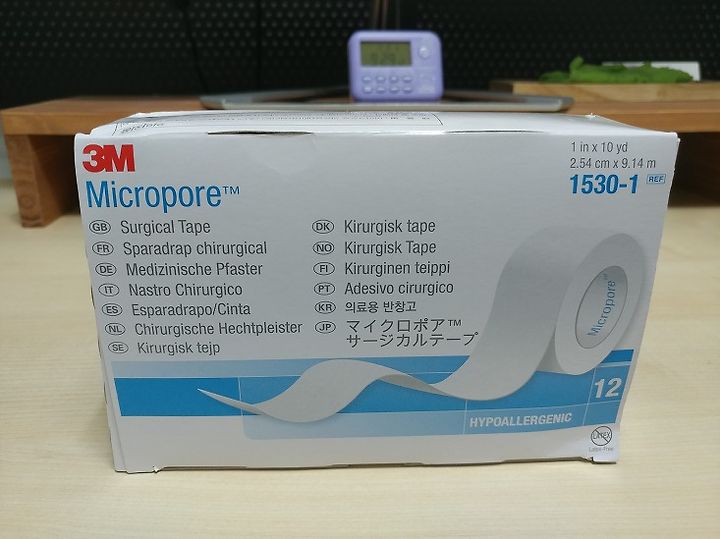 3M
Micropore™
1 in x 10 yd
2.54 cm x 9.14 m
1530-1 REF
GB Surgical Tape
FR Sparadrap chirurgical
DE Medizinische Pfaster
IT Nastro Chirurgico
ES Esparadrapo/Cinta
NL Chirurgische Hechtpleister
SE Kirurgisk tejp
DK Kirurgisk tape
NO Kirurgisk Tape
FI Kirurginen teippi
PT Adesivo cirurgico
KR 의료용 반창고
JP マイクロポア™
サージカルテープ
Micropore™
12
HYPOALLERGENIC
LATEX
Latex-Free